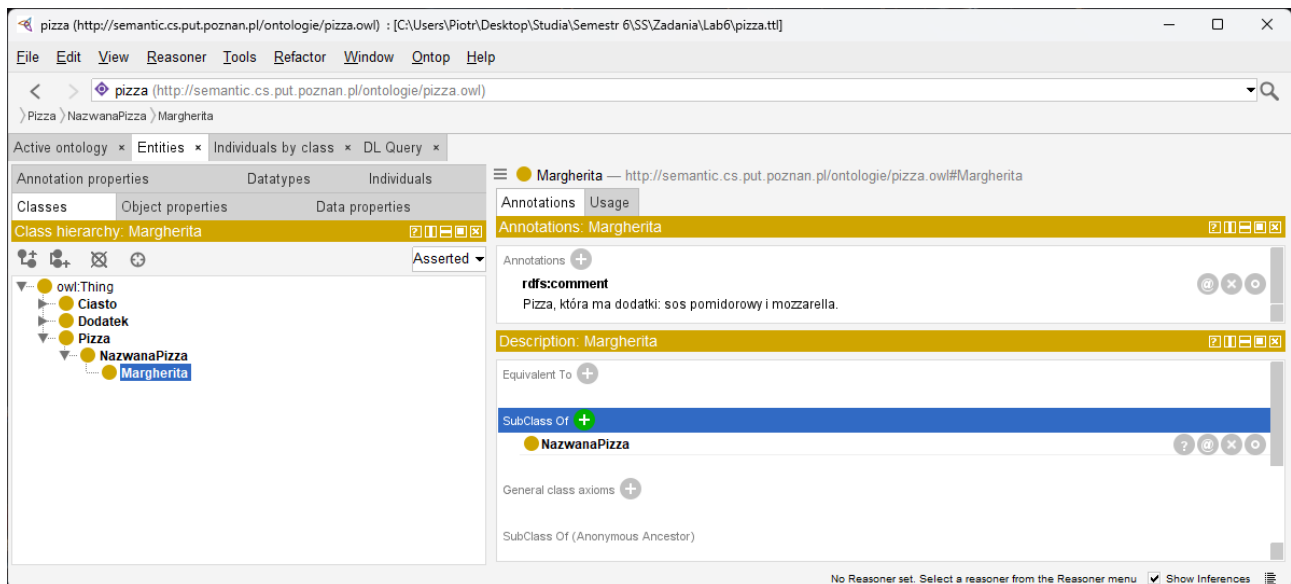 pizza (http://semantic.cs.put.poznan.pl/ontologie/pizza.owl) : [C:\Users\Piotr\Desktop\Studia\Semestr 6\SS\Zadania\Lab6\pizza.ttl]
File Edit View Reasoner Tools Refactor Window Ontop Help
pizza (http://semantic.cs.put.poznan.pl/ontologie/pizza.owl)
Pizza NazwanaPizza Margherita
Active ontology × Entities × Individuals by class × DL Query ×
Annotation properties Datatypes Individuals
Classes Object properties Data properties
Class hierarchy: Margherita
Asserted
owl:Thing
Ciasto
Dodatek
Pizza
NazwanaPizza
Margherita
Margherita — http://semantic.cs.put.poznan.pl/ontologie/pizza.owl#Margherita
Annotations Usage
Annotations: Margherita
Annotations
rdfs:comment
Pizza, która ma dodatki: sos pomidorowy i mozzarella.
Description: Margherita
Equivalent To
SubClass Of
NazwanaPizza
General class axioms
SubClass Of (Anonymous Ancestor)
No Reasoner set. Select a reasoner from the Reasoner menu Show Inferences